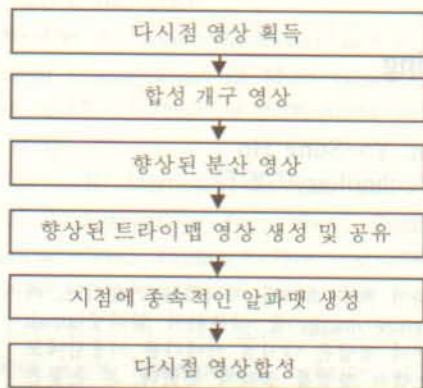 다시점 영상 획득
합성 개구 영상
향상된 분산 영상
향상된 트라이맵 영상 생성 및 공유
시점에 종속적인 알파맷 생성
다시점 영상합성